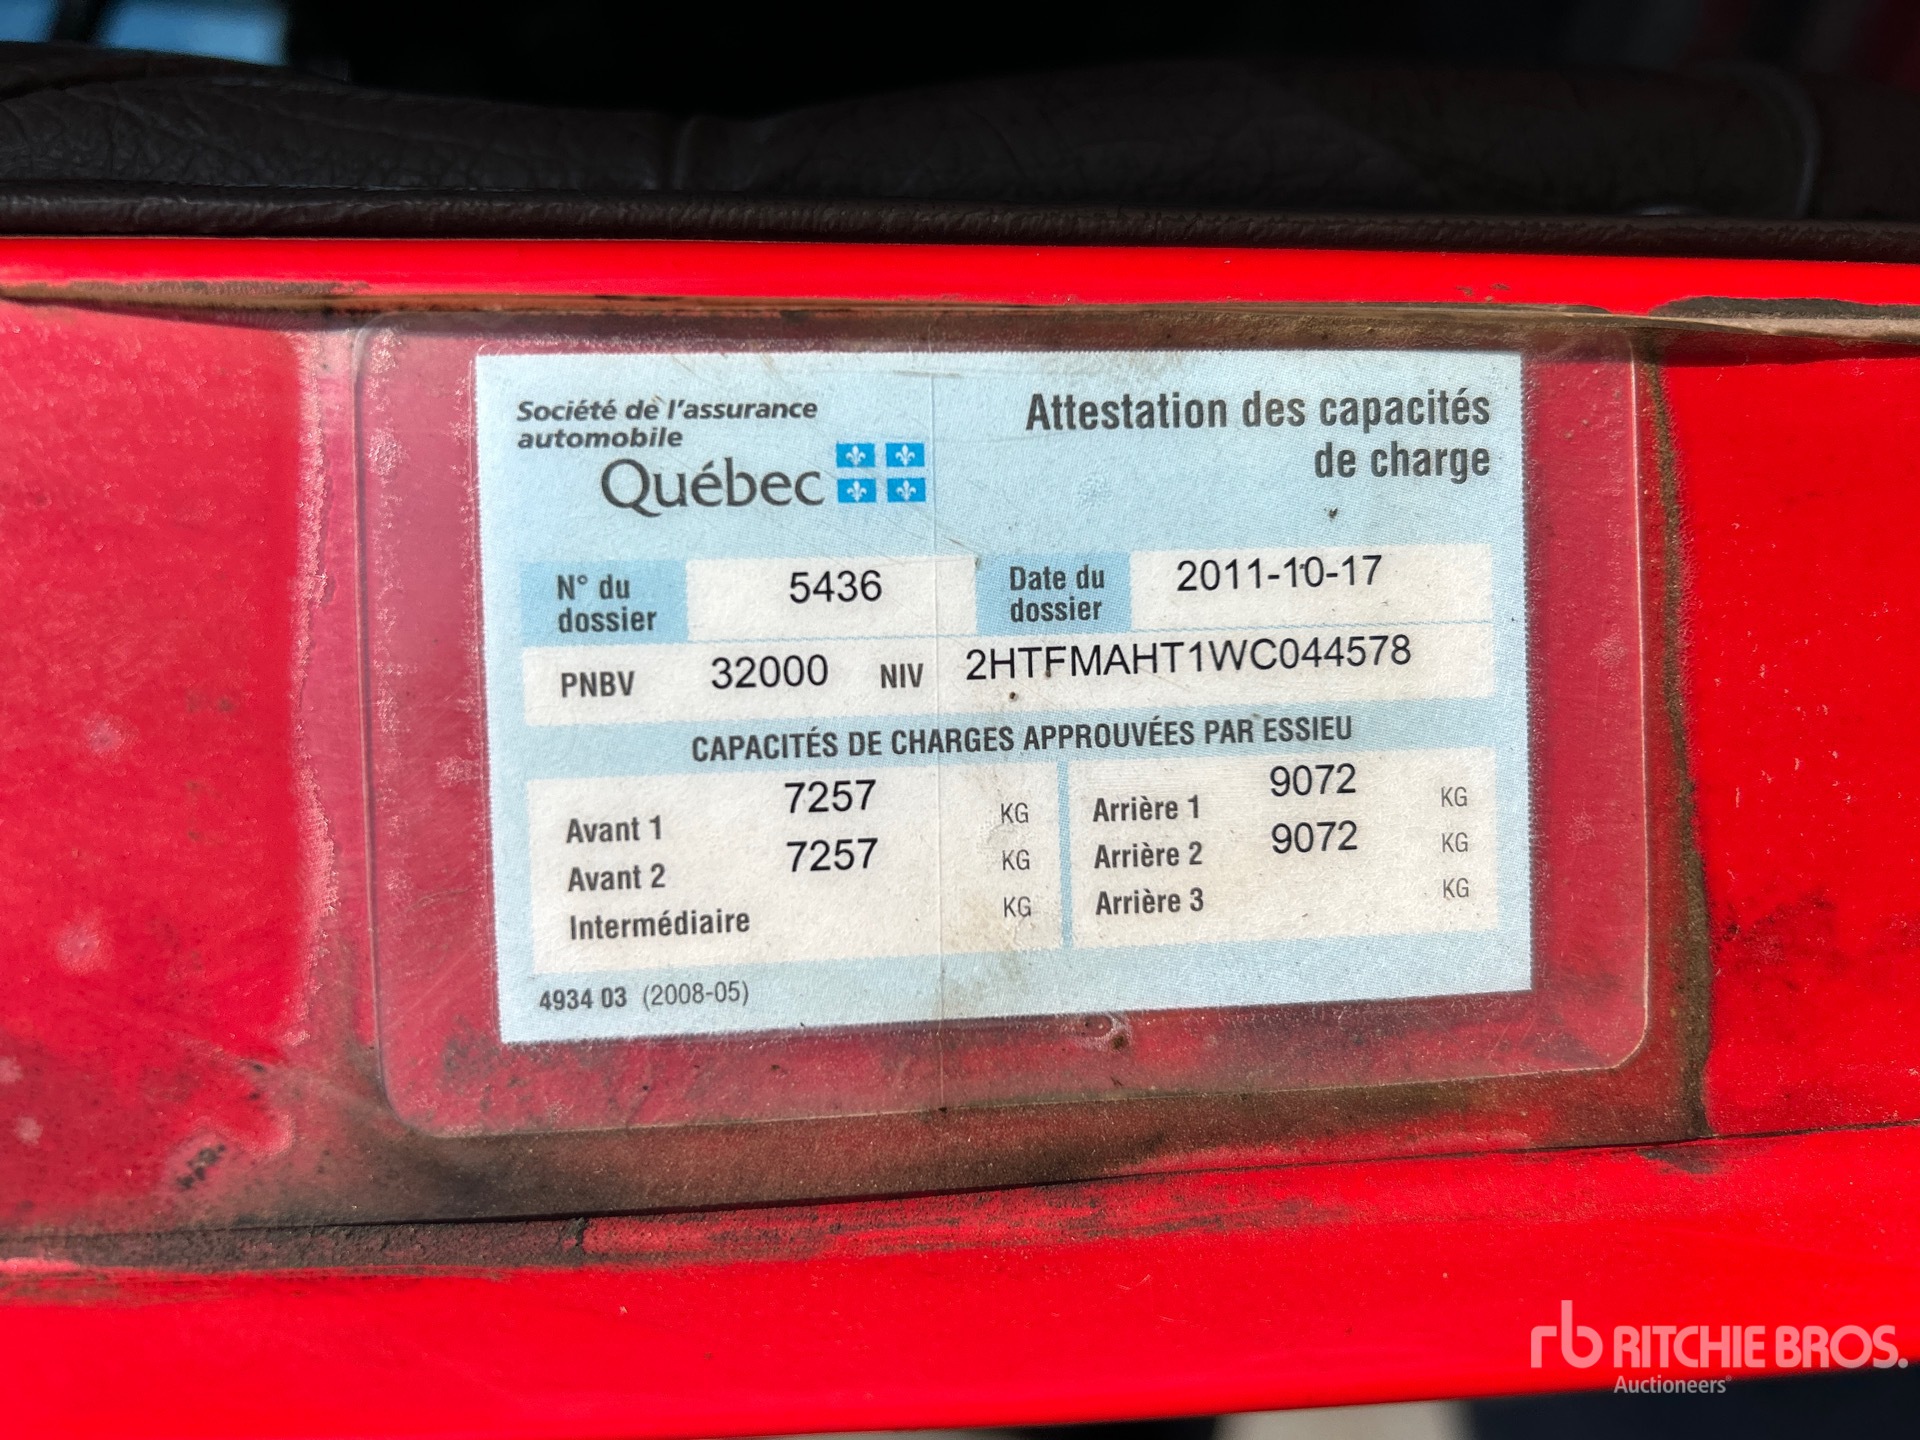 Société de l'assurance
automobile
Québec
Attestation des capacités
de charge
N° du
dossier
5436
Date du
dossier
2011-10-17
PNBV 32000 NIV 2HTFMAHT1WC044578
CAPACITÉS DE CHARGES APPROUVÉES PAR ESSIEU
Avant 1 7257 KG
Avant 2 7257 KG
Intermédiaire KG
Arrière 1 9072 KG
Arrière 2 9072 KG
Arrière 3 KG
4934 03 (2008-05)
rb RITCHIE BROS.
Auctioneers